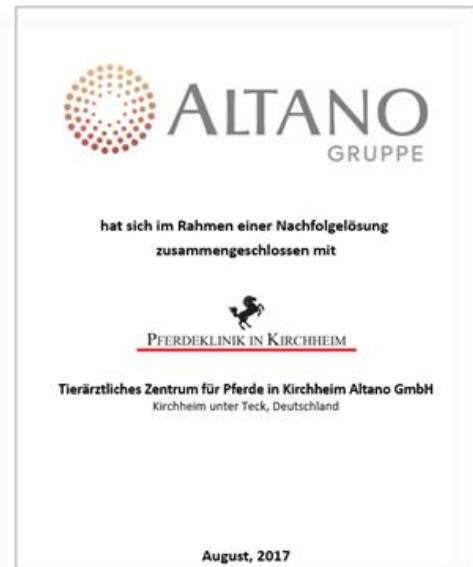 ALTANO
GRUPPE
hat sich im Rahmen einer Nachfolgelösung
zusammengeschlossen mit
PFERDEKLINIK IN KIRCHHEIM
Tierärztliches Zentrum für Pferde in Kirchheim Altano GmbH
Kirchheim unter Teck, Deutschland
August, 2017